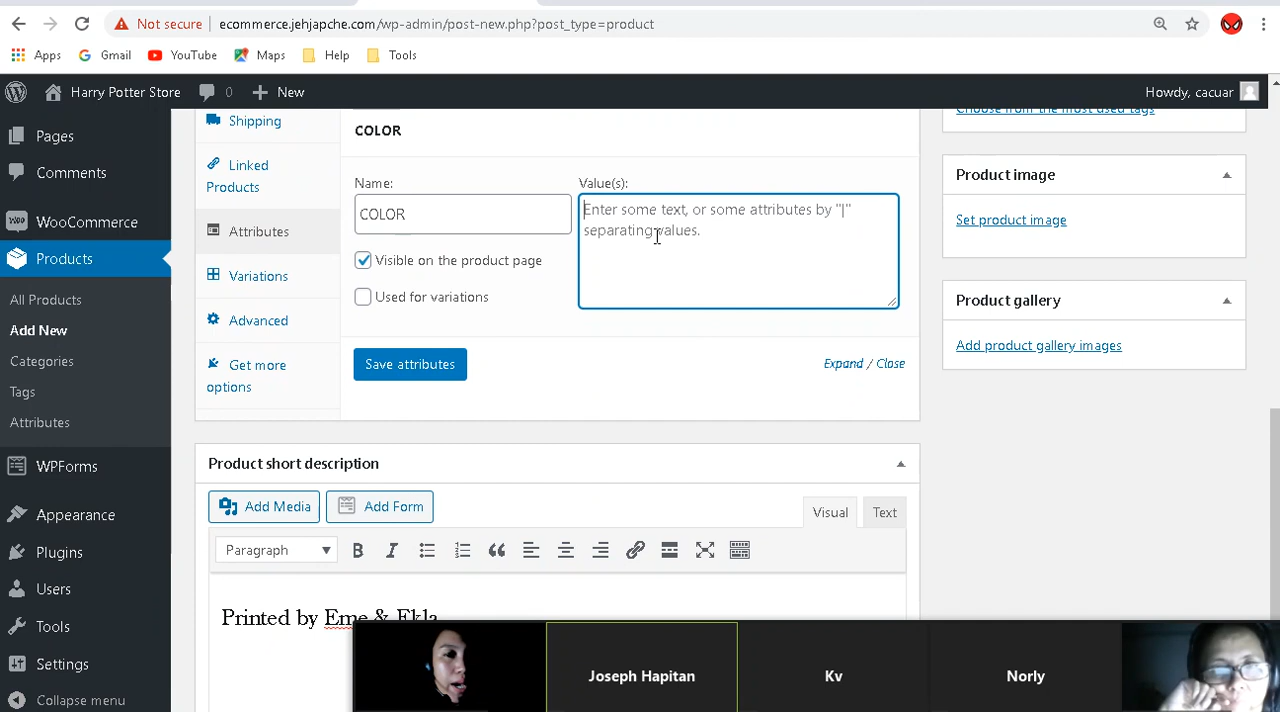 Not secure ecommerce.jehjapche.com/wp-admin/post-new.php?post_type=product
Apps Gmail YouTube Maps Help Tools
Harry Potter Store 0 New Howdy, cacuar
Pages
Comments
WooCommerce
Products
All Products
Add New
Categories
Tags
Attributes
WPForms
Appearance
Plugins
Users
Tools
Settings
Collapse menu
Shipping
Linked
Products
Attributes
Variations
Advanced
Get more
options
COLOR
Name:
COLOR
Visible on the product page
Used for variations
Value(s):
Enter some text, or some attributes by "|"
separating values.
Save attributes
Expand / Close
Product short description
Add Media Add Form
Visual Text
Paragraph
Printed by Eme & Ekla
Choose from the most used tags
Product image
Set product image
Product gallery
Add product gallery images
Joseph Hapitan
Kv
Norly